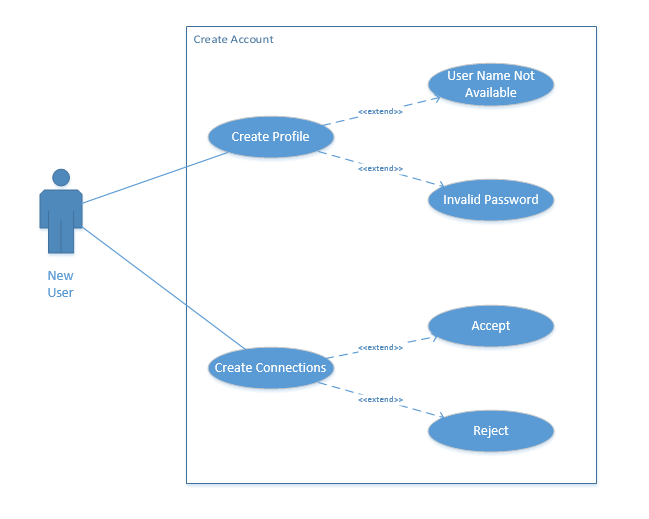 Create Account
User Name Not
Available
<<extend>>
Create Profile
<<extend>>
Invalid Password
New
User
Accept
<<extend>>
Create Connections
<<extend>>
Reject